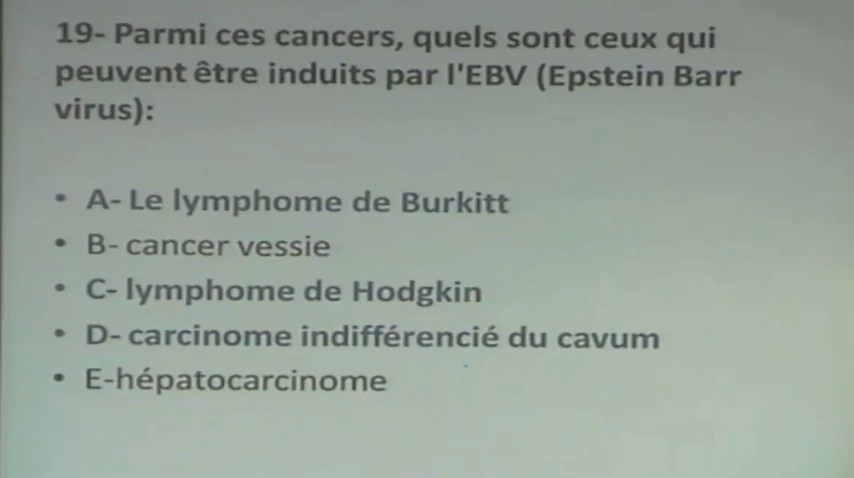 19- Parmi ces cancers, quels sont ceux qui
peuvent être induits par l'EBV (Epstein Barr
virus):
• A- Le lymphome de Burkitt
• B- cancer vessie
• C- lymphome de Hodgkin
• D- carcinome indifférencié du cavum
• E-hépatocarcinome